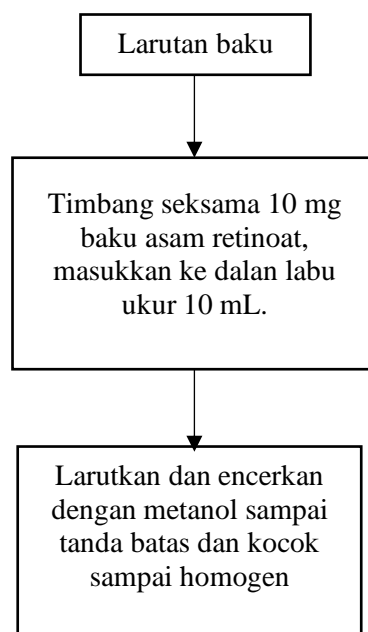 Larutan baku
Timbang seksama 10 mg
baku asam retinoat,
masukkan ke dalan labu
ukur 10 mL.
Larutkan dan encerkan
dengan metanol sampai
tanda batas dan kocok
sampai homogen